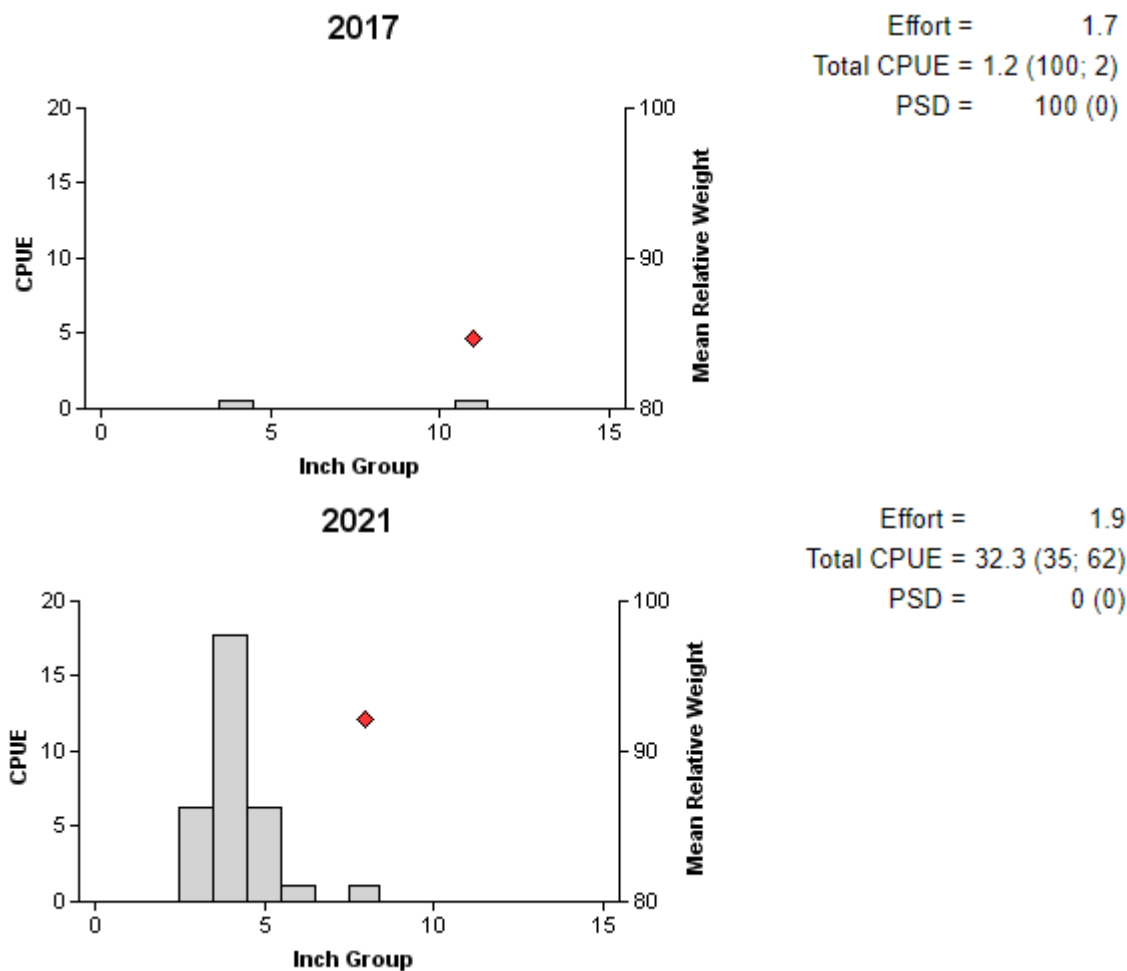 2017
Effort = 1.7
Total CPUE = 1.2 (100; 2)
PSD = 100 (0)
20
15
10
5
0
CPUE
100
90
80
Mean Relative Weight
0 5 10 15
Inch Group
2021
Effort = 1.9
Total CPUE = 32.3 (35; 62)
PSD = 0 (0)
20
15
10
5
0
CPUE
100
90
80
Mean Relative Weight
0 5 10 15
Inch Group